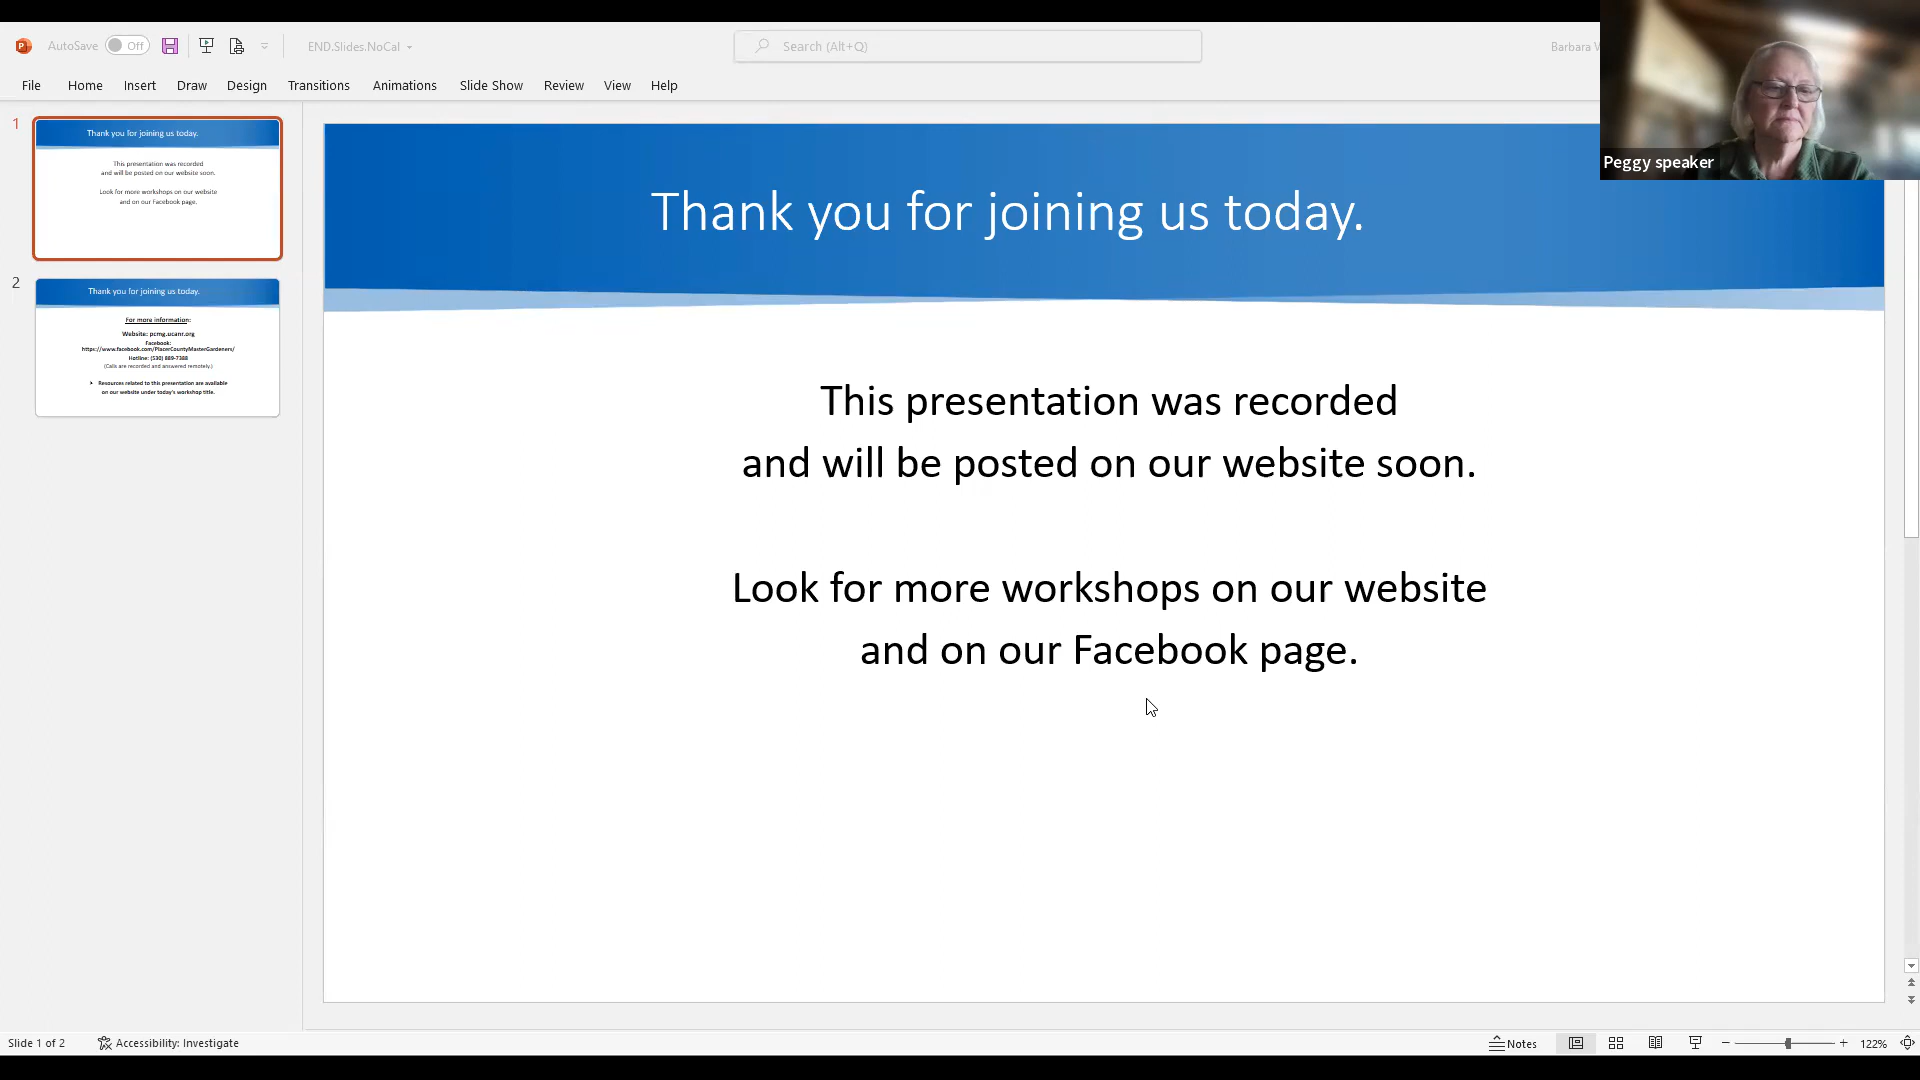 AutoSave Off
END.Slides.NoCal
Search (Alt+Q)
Barbara
File Home Insert Draw Design Transitions Animations Slide Show Review View Help
Peggy speaker
1
Thank you for joining us today.
This presentation was recorded
and will be posted on our website soon.
Look for more workshops on our website
and on our Facebook page.
2
Thank you for joining us today.
For more information:
Website: pcmg.ucanr.org
Facebook:
https://www.facebook.com/PlacerCountyMasterGardeners/
Hotline: (530) 889-7388
(Calls are recorded and answered remotely.)
Resources related to this presentation are available
on our website under today's workshop title.
Thank you for joining us today.
This presentation was recorded
and will be posted on our website soon.
Look for more workshops on our website
and on our Facebook page.
Slide 1 of 2 Accessibility: Investigate Notes 122%